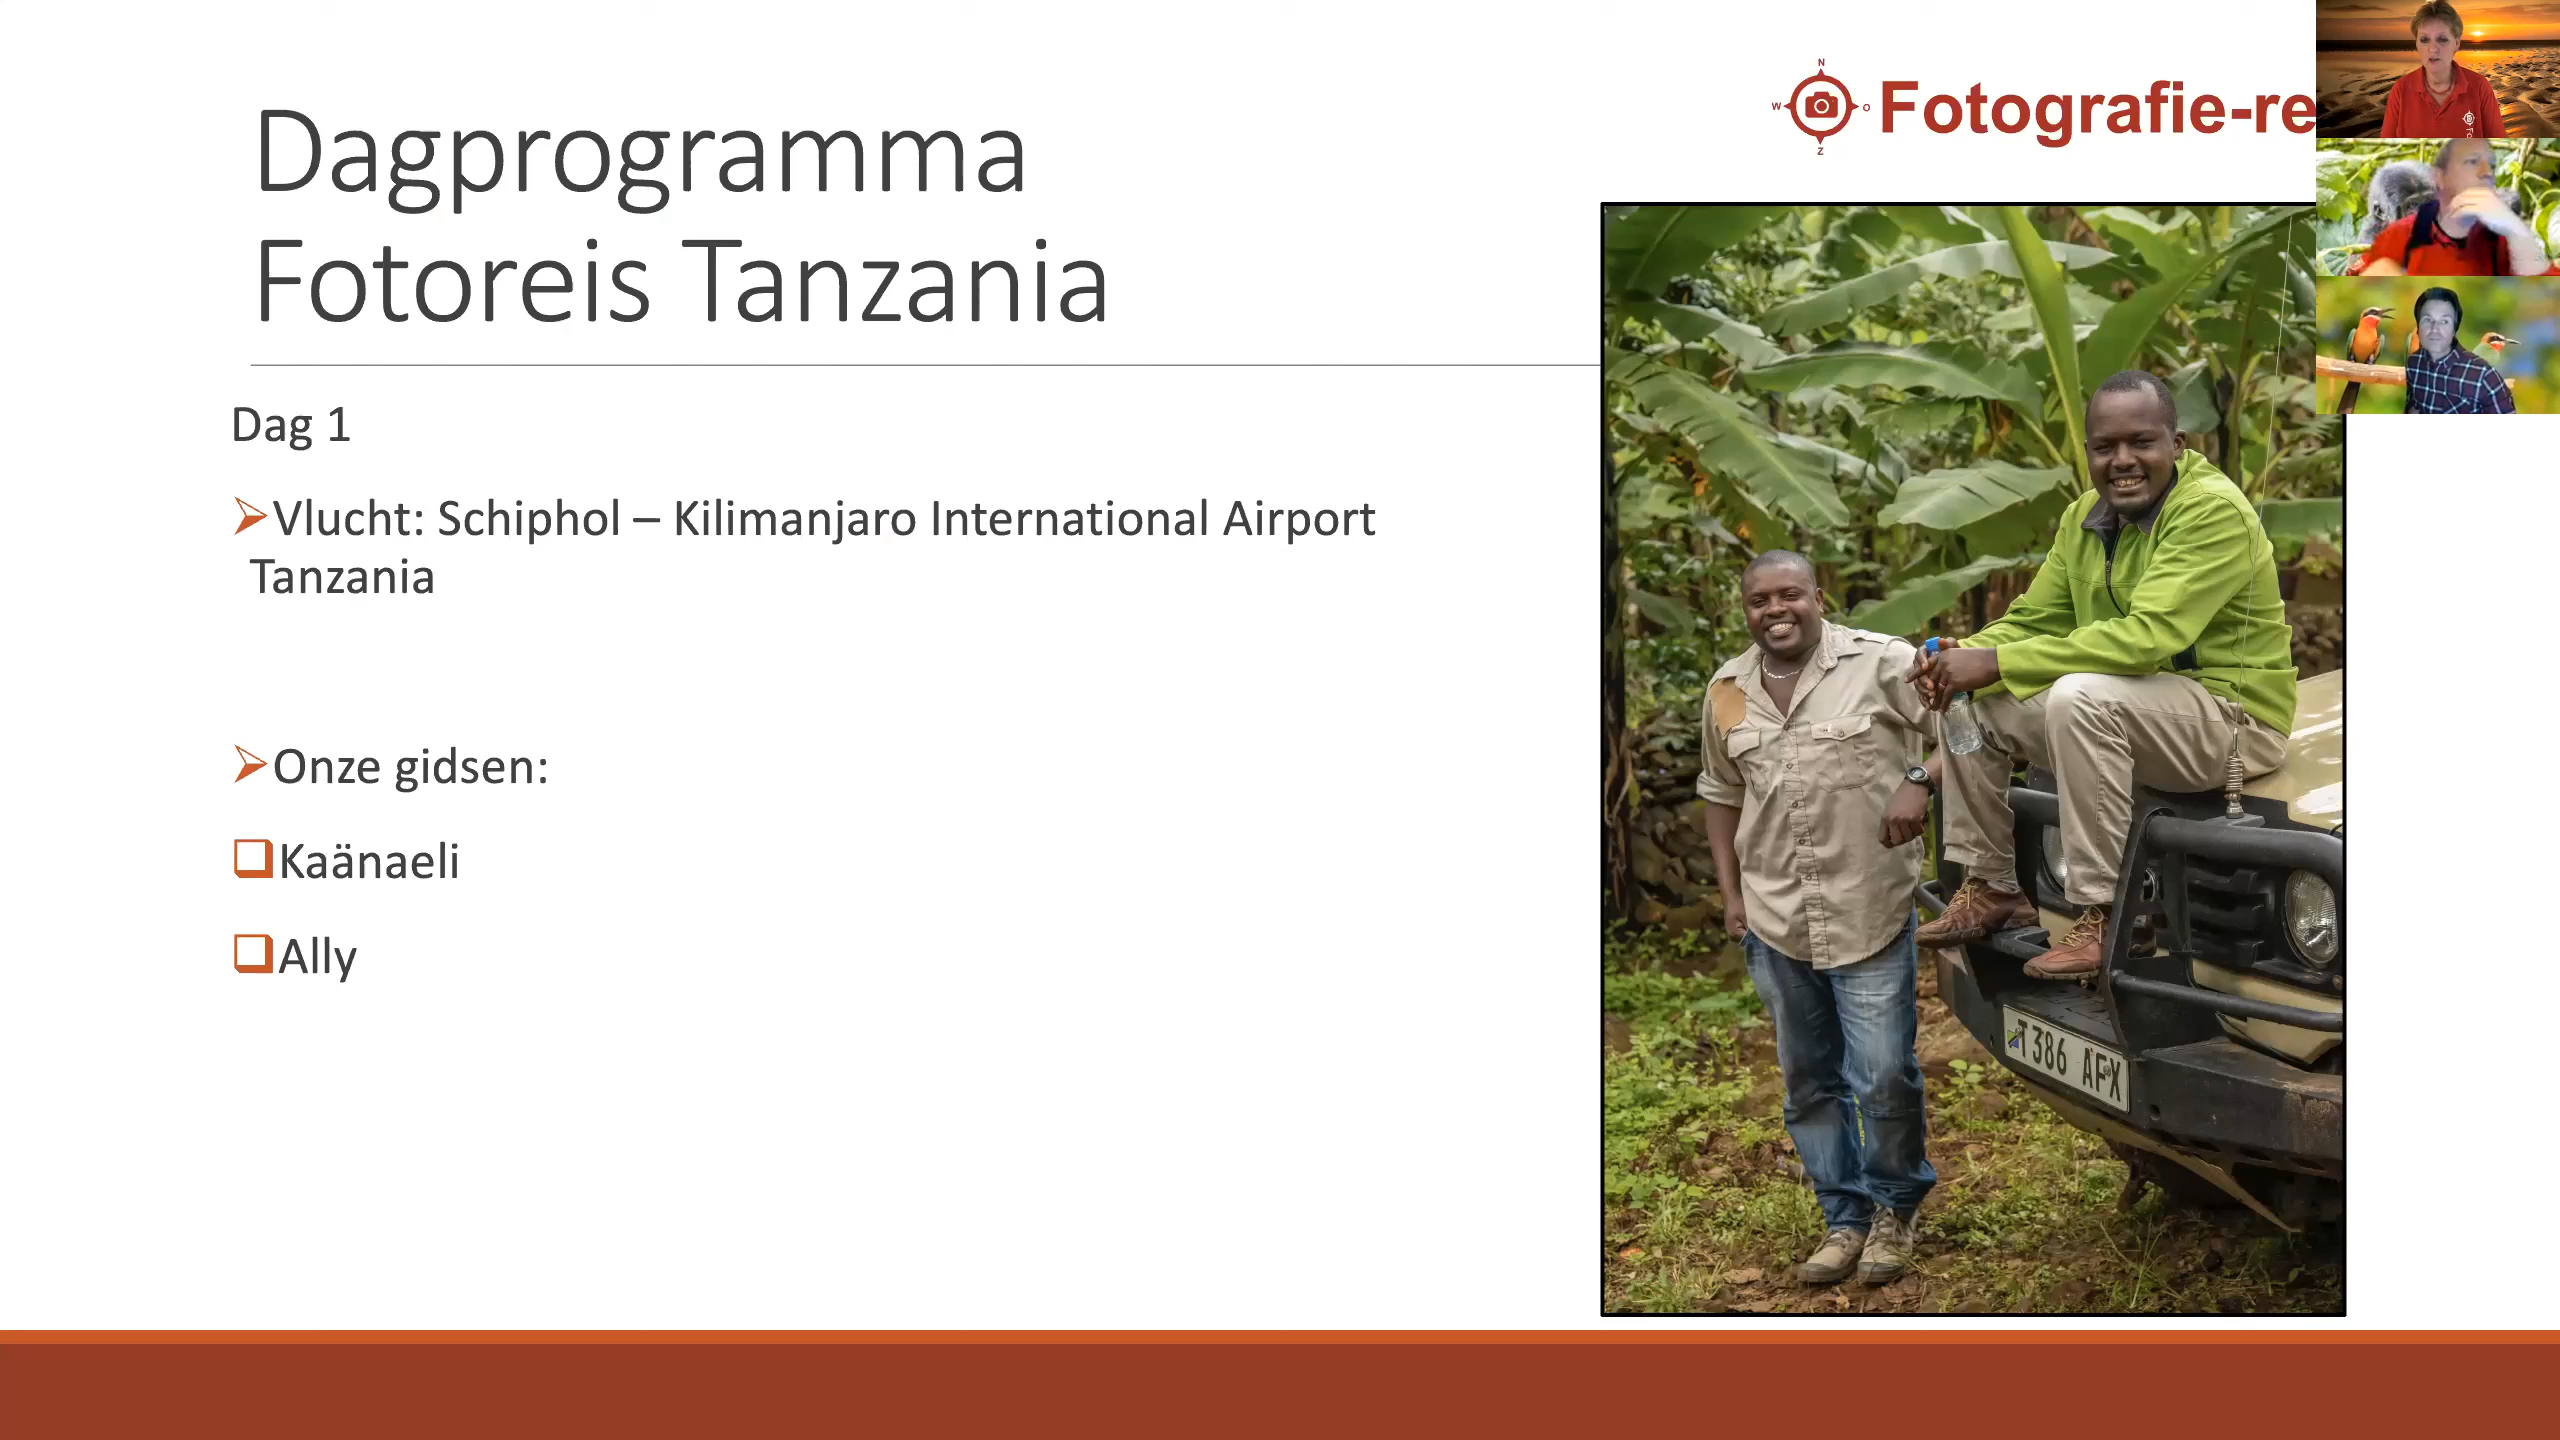 Dagprogramma
Fotoreis Tanzania
N
W
O
Z
Fotografie-re
Dag 1
Vlucht: Schiphol – Kilimanjaro International Airport
Tanzania
Onze gidsen:
Kaänaeli
Ally
T 386 AFX